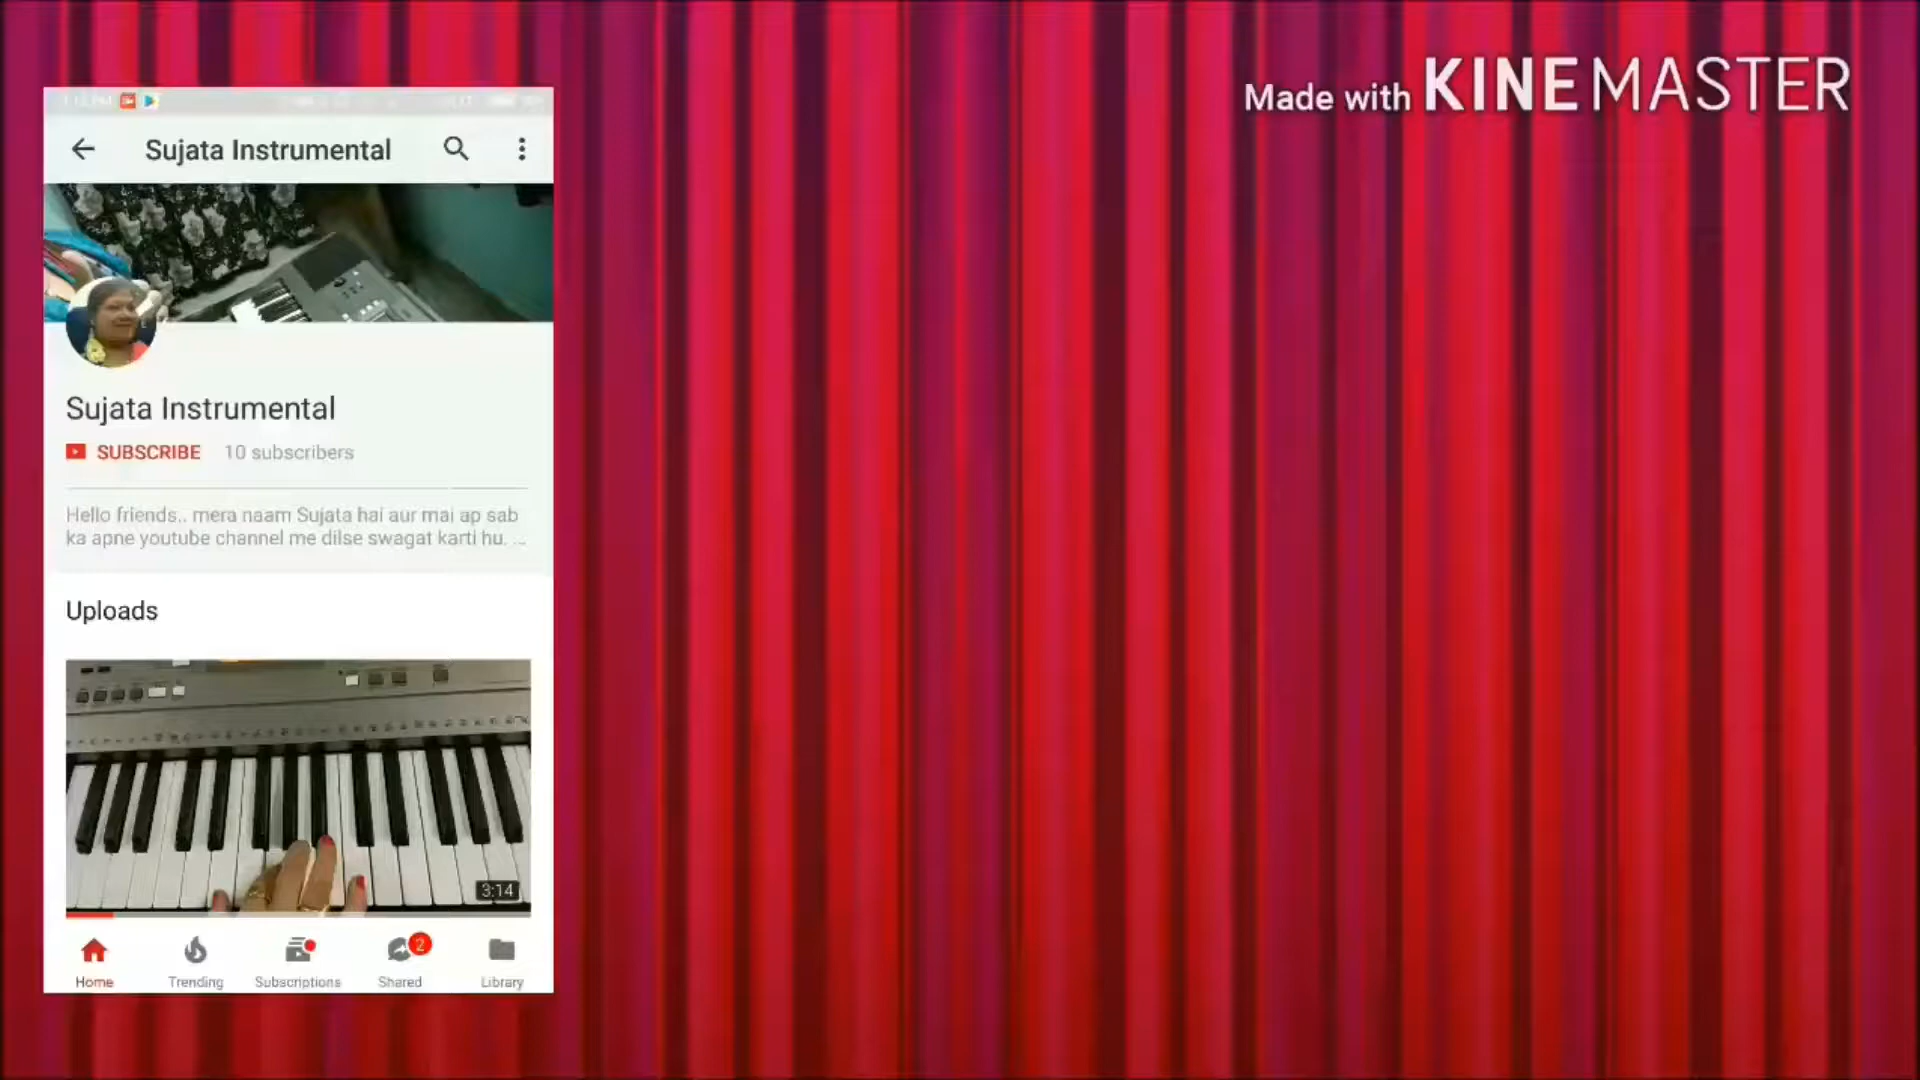 Made with KINEMASTER
Sujata Instrumental
Sujata Instrumental
SUBSCRIBE 10 subscribers
Hello friends.. mera naam Sujata hai aur mai ap sab
ka apne youtube channel me dilse swagat karti hu. ...
Uploads
3:14
2
Home Trending Subscriptions Shared Library